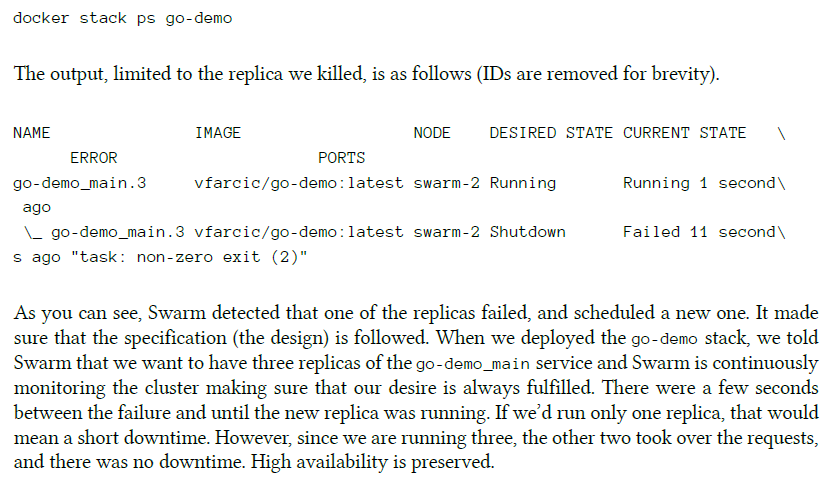 docker stack ps go-demo
The output, limited to the replica we killed, is as follows (IDs are removed for brevity).
NAME IMAGE NODE DESIRED STATE CURRENT STATE \
ERROR PORTS
go-demo_main.3 vfarcic/go-demo:latest swarm-2 Running Running 1 second\
ago
\_ go-demo_main.3 vfarcic/go-demo:latest swarm-2 Shutdown Failed 11 second\
s ago "task: non-zero exit (2)"
As you can see, Swarm detected that one of the replicas failed, and scheduled a new one. It made
sure that the specification (the design) is followed. When we deployed the go-demo stack, we told
Swarm that we want to have three replicas of the go-demo_main service and Swarm is continuously
monitoring the cluster making sure that our desire is always fulfilled. There were a few seconds
between the failure and until the new replica was running. If we’d run only one replica, that would
mean a short downtime. However, since we are running three, the other two took over the requests,
and there was no downtime. High availability is preserved.